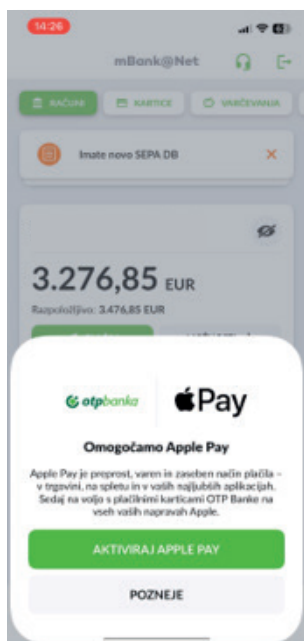 14:26
mBank@Net
RAČUNI KARTICE VARČEVANJA
Imate novo SEPA DB
3.276,85 EUR
Razpoložljivo: 3.476,85 EUR
otpbanka Pay
Omogočamo Apple Pay
Apple Pay je preprost, varen in zaseben način plačila –
v trgovini, na spletu in v vaših najljubših aplikacijah.
Sedaj na voljo s plačilnimi karticami OTP Banke na
vseh vaših napravah Apple.
AKTIVIRAJ APPLE PAY
POZNEJE